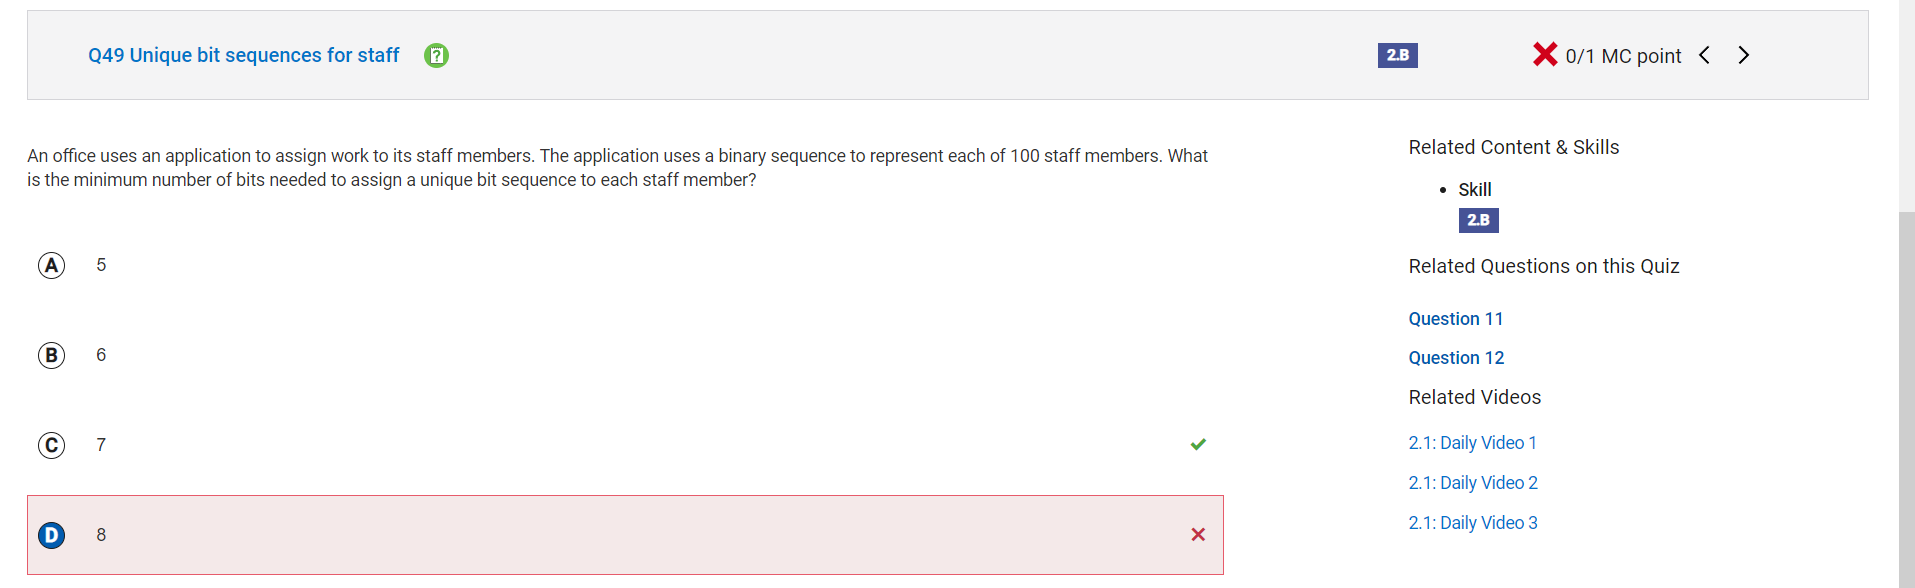 Q49 Unique bit sequences for staff
?
2.B
0/1 MC point
An office uses an application to assign work to its staff members. The application uses a binary sequence to represent each of 100 staff members. What
is the minimum number of bits needed to assign a unique bit sequence to each staff member?
A 5
B 6
C 7
D 8
Related Content & Skills
• Skill
2.B
Related Questions on this Quiz
Question 11
Question 12
Related Videos
2.1: Daily Video 1
2.1: Daily Video 2
2.1: Daily Video 3